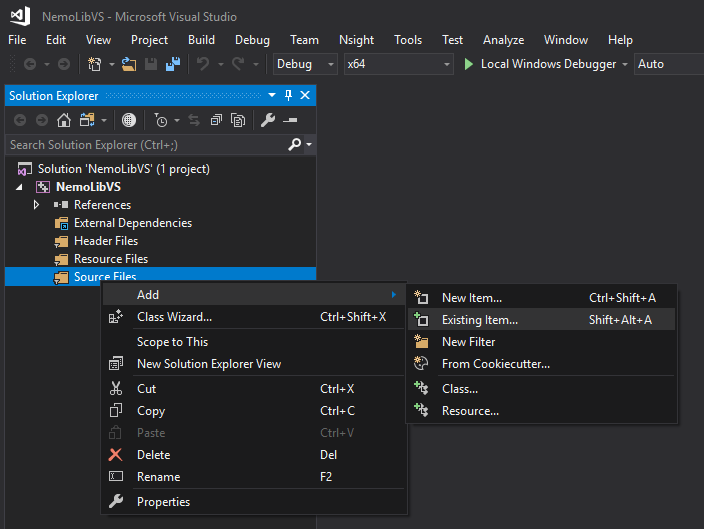 NemoLibVS - Microsoft Visual Studio
File Edit View Project Build Debug Team Nsight Tools Test Analyze Window Help
Debug x64 Local Windows Debugger Auto
Solution Explorer
Search Solution Explorer (Ctrl+;)
Solution 'NemoLibVS' (1 project)
NemoLibVS
References
External Dependencies
Header Files
Resource Files
Source Files
Add
Class Wizard... Ctrl+Shift+X
Scope to This
New Solution Explorer View
Cut Ctrl+X
Copy Ctrl+C
Paste Ctrl+V
Delete Del
Rename F2
Properties
New Item... Ctrl+Shift+A
Existing Item... Shift+Alt+A
New Filter
From Cookiecutter...
Class...
Resource...